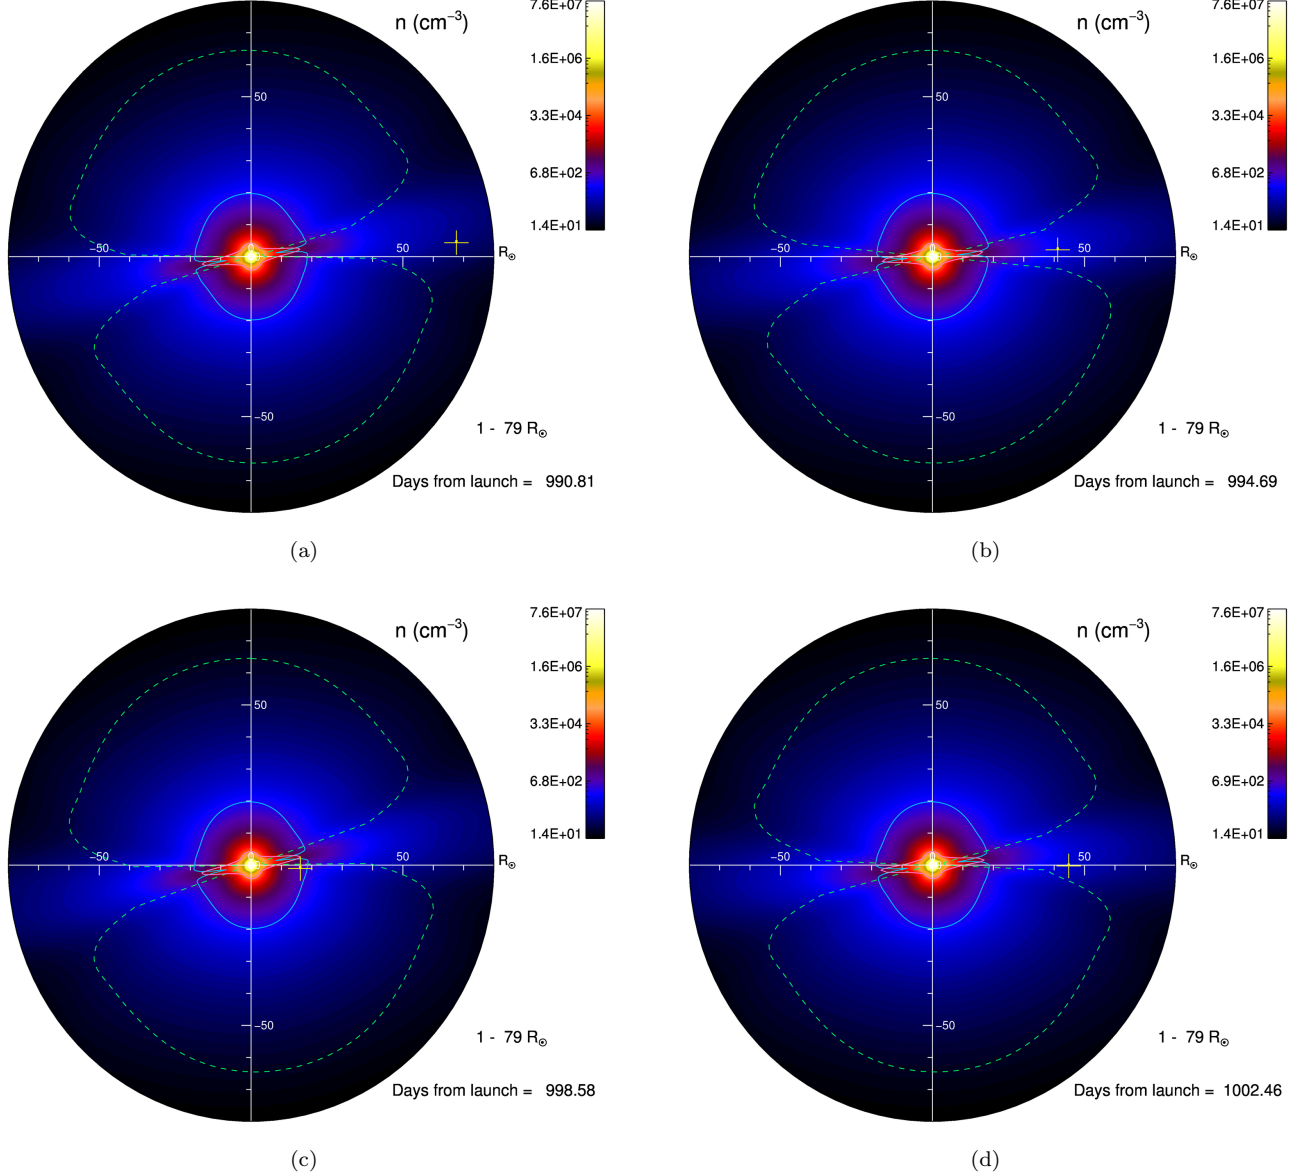 n (cm⁻³)
7.6E+07
1.6E+06
3.3E+04
6.8E+02
1.4E+01
50
−50
0
50
R⊙
−50
1 - 79 R⊙
Days from launch = 990.81
(a)
n (cm⁻³)
7.6E+07
1.6E+06
3.3E+04
6.8E+02
1.4E+01
50
−50
0
50
R⊙
−50
1 - 79 R⊙
Days from launch = 994.69
(b)
n (cm⁻³)
7.6E+07
1.6E+06
3.3E+04
6.8E+02
1.4E+01
50
−50
0
50
R⊙
−50
1 - 79 R⊙
Days from launch = 998.58
(c)
n (cm⁻³)
7.6E+07
1.6E+06
3.3E+04
6.9E+02
1.4E+01
50
−50
0
50
R⊙
−50
1 - 79 R⊙
Days from launch = 1002.46
(d)